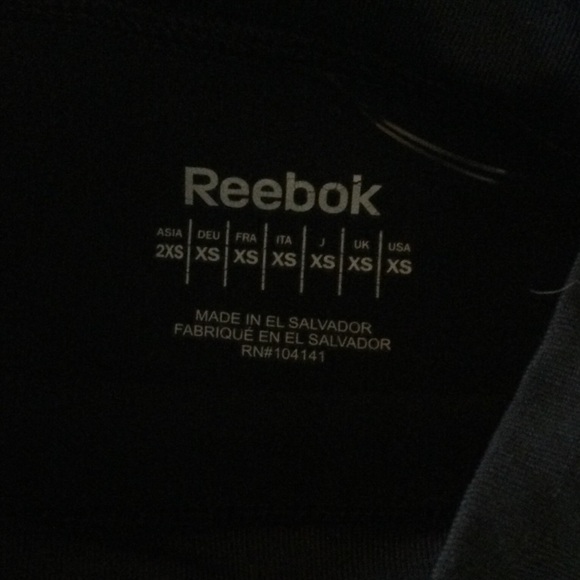 Reebok
ASIA DEU FRA ITA J UK USA
2XS XS XS XS XS XS XS
MADE IN EL SALVADOR
FABRIQUÉ EN EL SALVADOR
RN#104141